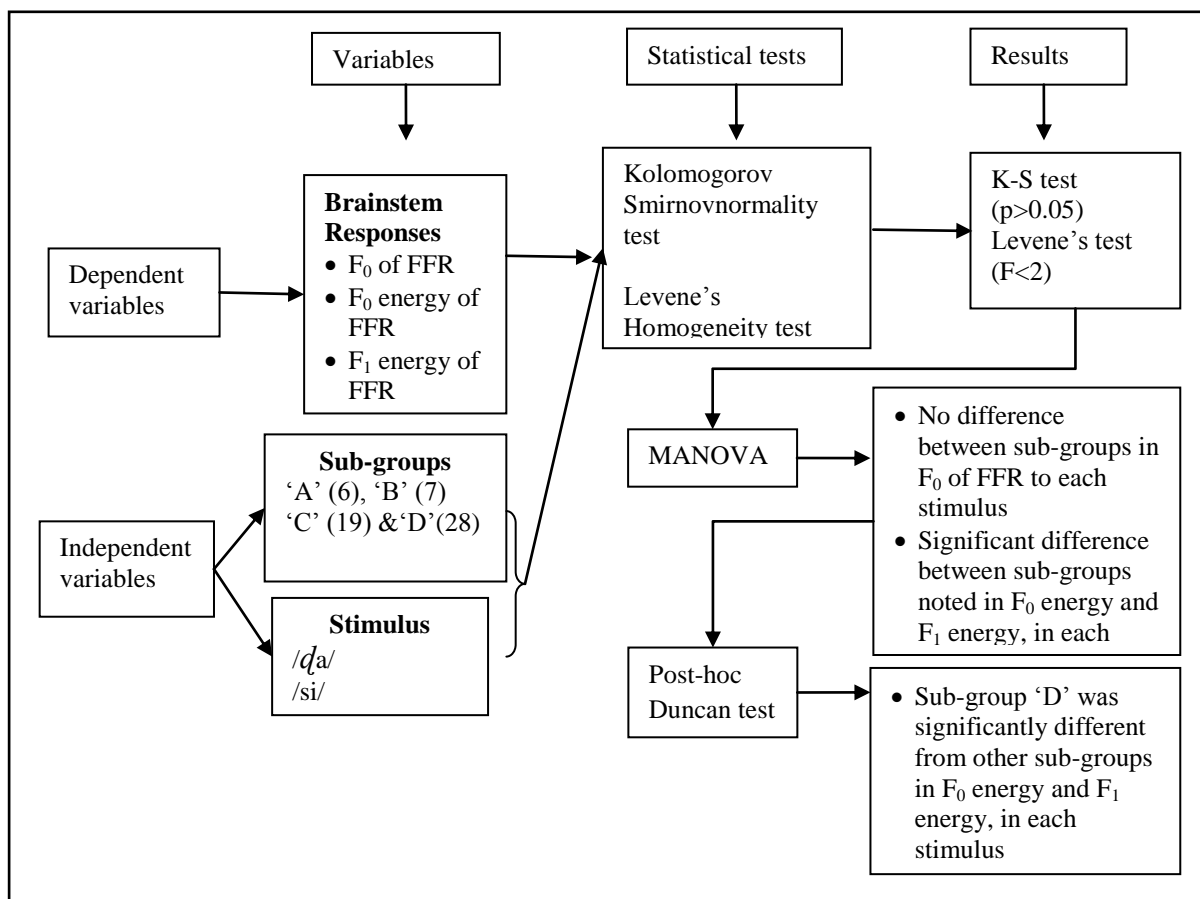 Variables
Statistical tests
Results
Dependent
variables
Brainstem
Responses
• F₀ of FFR
• F₀ energy of
FFR
• F₁ energy of
FFR
Kolomogorov
Smirnovnormality
test
Levene’s
Homogeneity test
K-S test
(p>0.05)
Levene’s test
(F<2)
Independent
variables
Sub-groups
‘A’ (6), ‘B’ (7)
‘C’ (19) &‘D’(28)
Stimulus
/ɖa/
/si/
MANOVA
• No difference
between sub-groups in
F₀ of FFR to each
stimulus
• Significant difference
between sub-groups
noted in F₀ energy and
F₁ energy, in each
Post-hoc
Duncan test
• Sub-group ‘D’ was
significantly different
from other sub-groups
in F₀ energy and F₁
energy, in each
stimulus